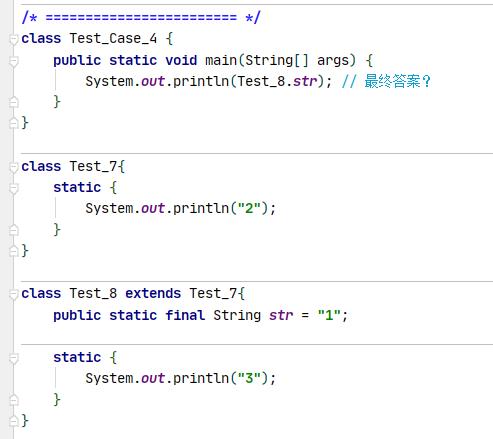 /* ======================== */
class Test_Case_4 {
    public static void main(String[] args) {
        System.out.println(Test_8.str); // 最终答案？
    }
}
class Test_7{
    static {
        System.out.println("2");
    }
}
class Test_8 extends Test_7{
    public static final String str = "1";
    static {
        System.out.println("3");
    }
}